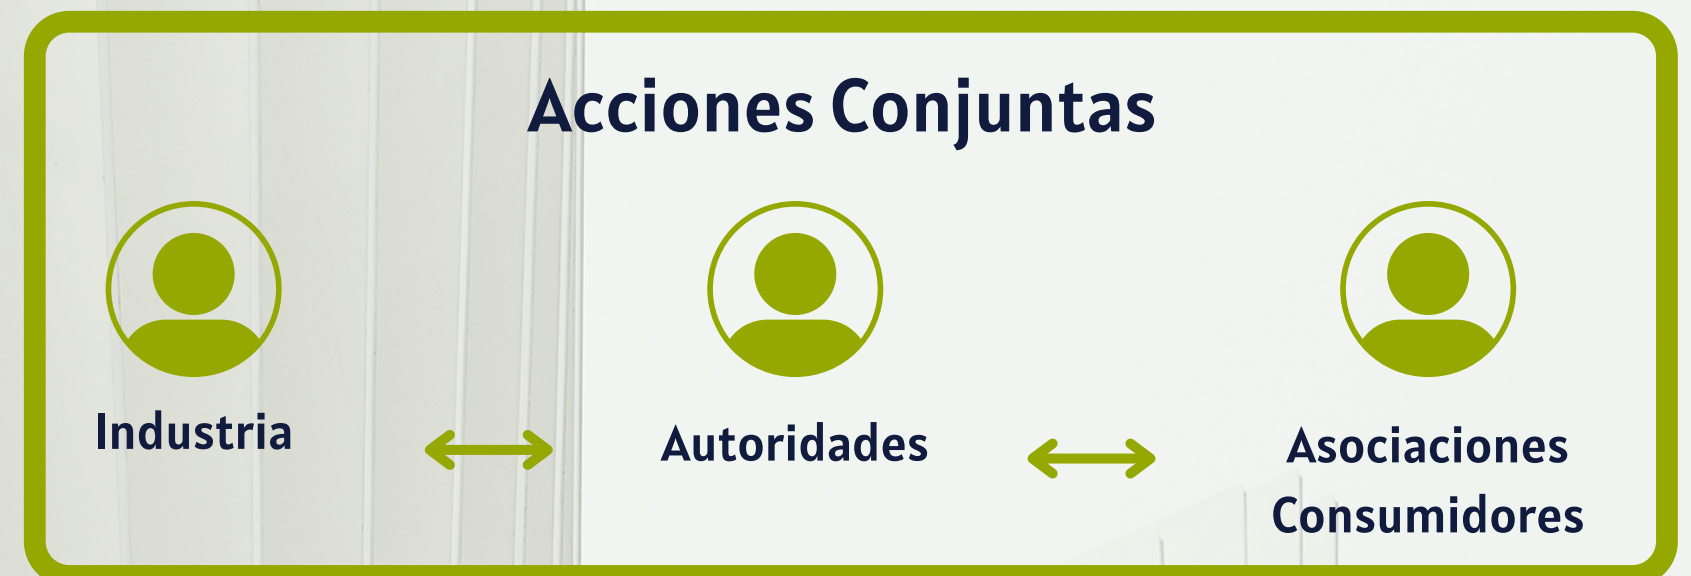 Acciones Conjuntas
Industria
Autoridades
Asociaciones
Consumidores